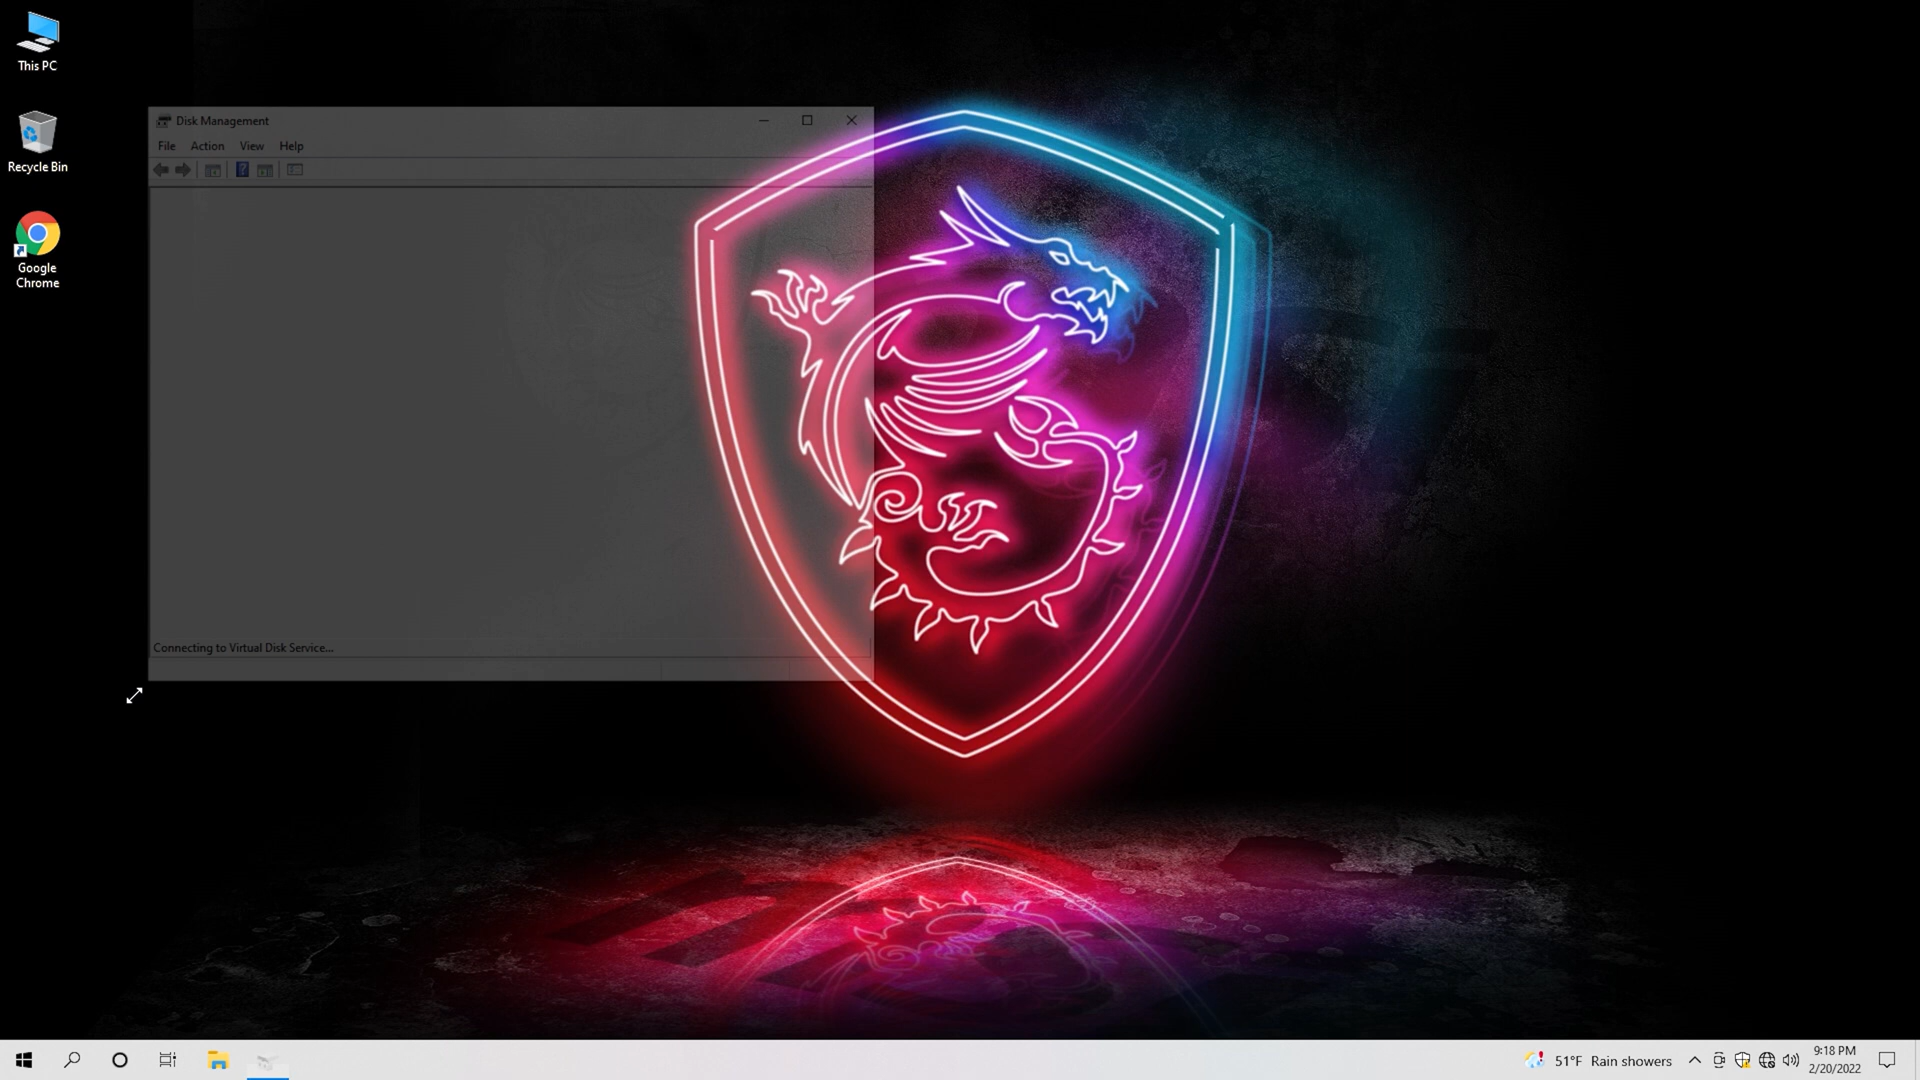 This PC
Recycle Bin
Google
Chrome
Disk Management
File Action View Help
Connecting to Virtual Disk Service...
51°F Rain showers
9:18 PM
2/20/2022